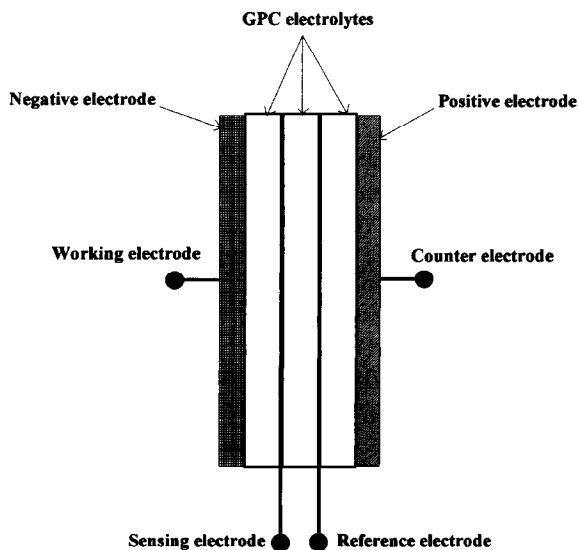 GPC electrolytes
Negative electrode
Positive electrode
Working electrode
Counter electrode
Sensing electrode
Reference electrode